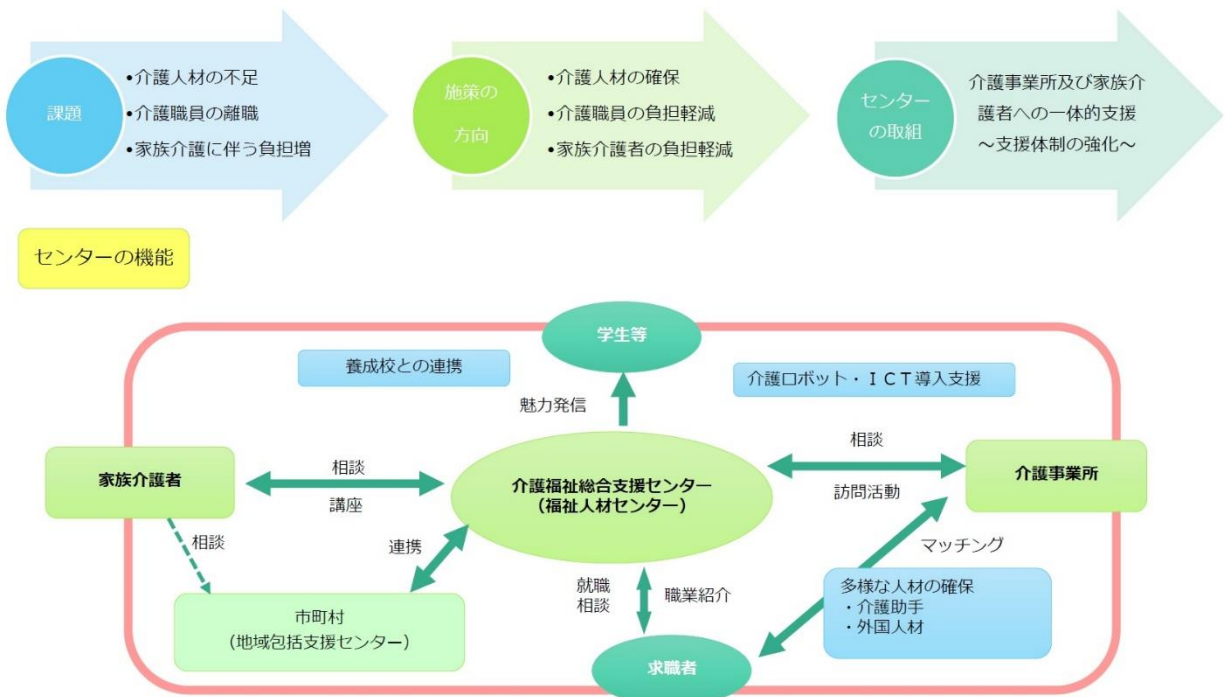 課題
•介護人材の不足
•介護職員の離職
•家族介護に伴う負担増
施策の
方向
•介護人材の確保
•介護職員の負担軽減
•家族介護者の負担軽減
センター
の取組
介護事業所及び家族介
護者への一体的支援
～支援体制の強化～
センターの機能
学生等
養成校との連携
介護ロボット・ＩＣＴ導入支援
魅力発信
家族介護者
相談
講座
介護福祉総合支援センター
（福祉人材センター）
相談
訪問活動
介護事業所
相談
連携
マッチング
市町村
（地域包括支援センター）
就職
相談
職業紹介
多様な人材の確保
・介護助手
・外国人材
求職者